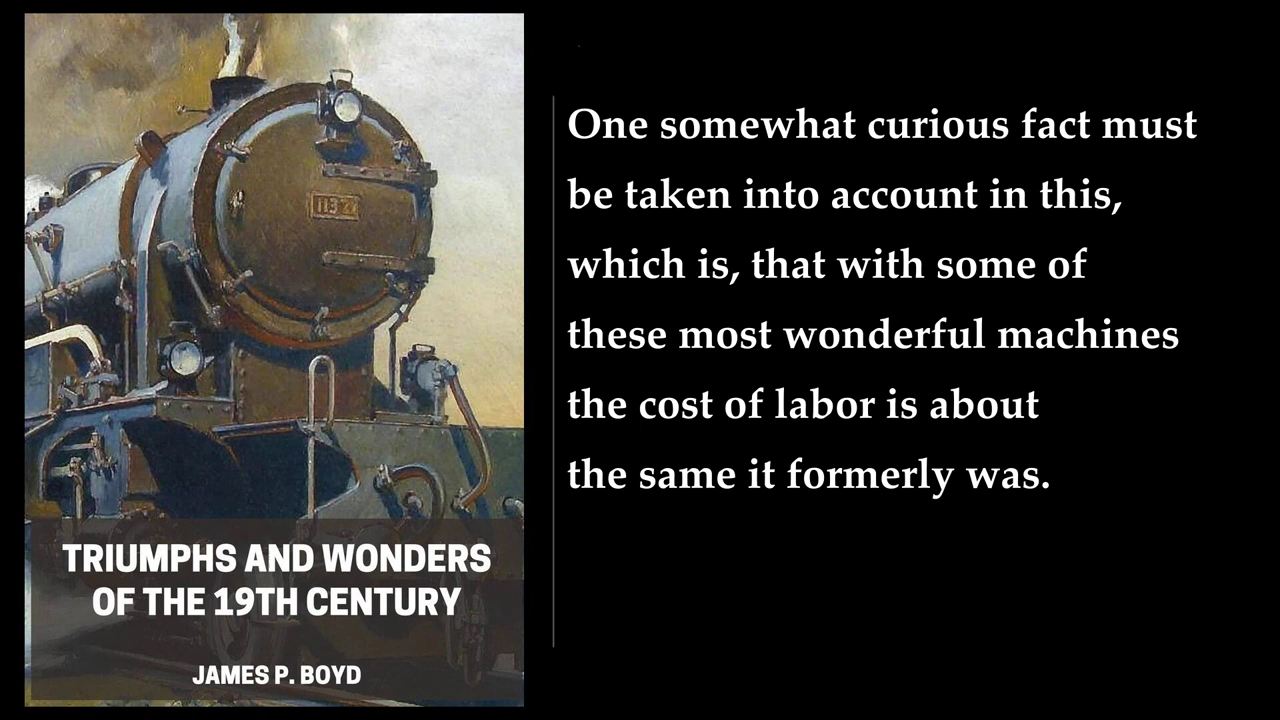 One somewhat curious fact must
be taken into account in this,
which is, that with some of
these most wonderful machines
the cost of labor is about
the same it formerly was.
TRIUMPHS AND WONDERS
OF THE 19TH CENTURY
JAMES P. BOYD